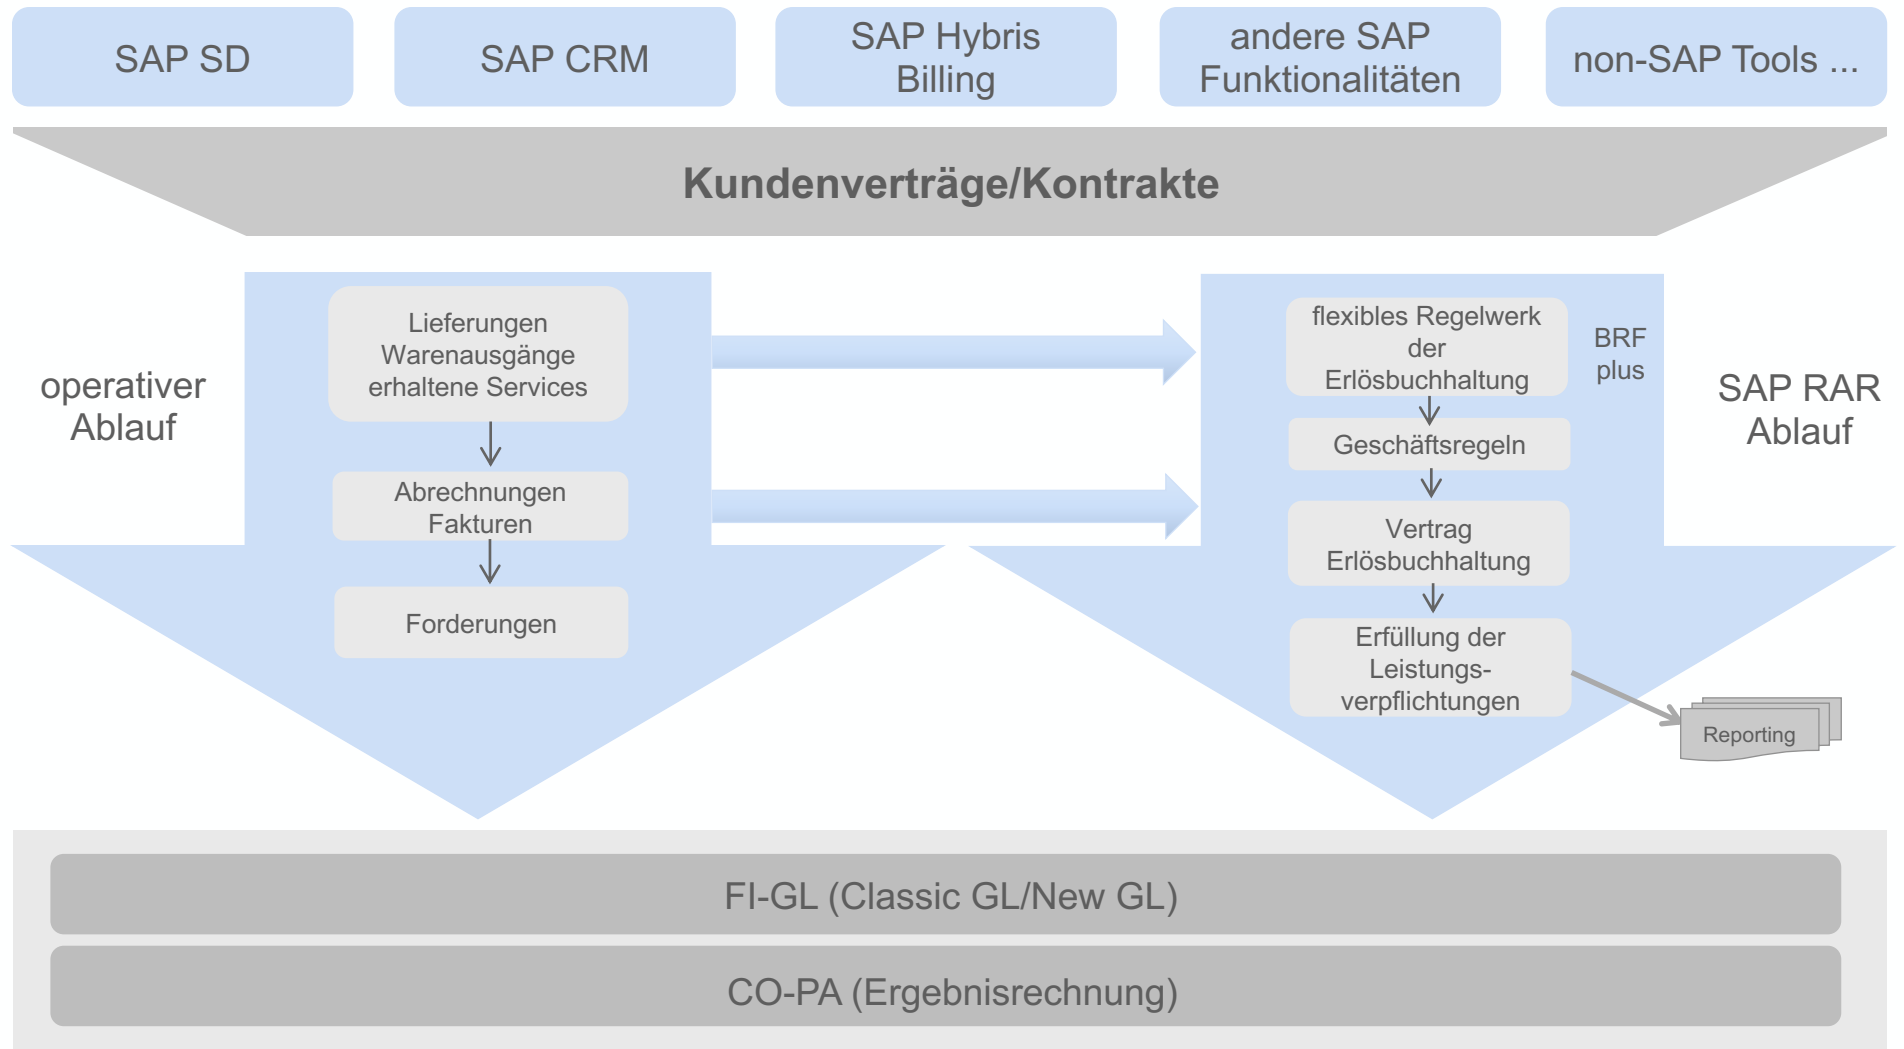 SAP SD
SAP CRM
SAP Hybris
Billing
andere SAP
Funktionalitäten
non-SAP Tools ...
Kundenverträge/Kontrakte
operativer
Ablauf
Lieferungen
Warenausgänge
erhaltene Services
Abrechnungen
Fakturen
Forderungen
flexibles Regelwerk
der
Erlösbuchhaltung
BRF
plus
Geschäftsregeln
Vertrag
Erlösbuchhaltung
Erfüllung der
Leistungs-
verpflichtungen
SAP RAR
Ablauf
Reporting
FI-GL (Classic GL/New GL)
CO-PA (Ergebnisrechnung)